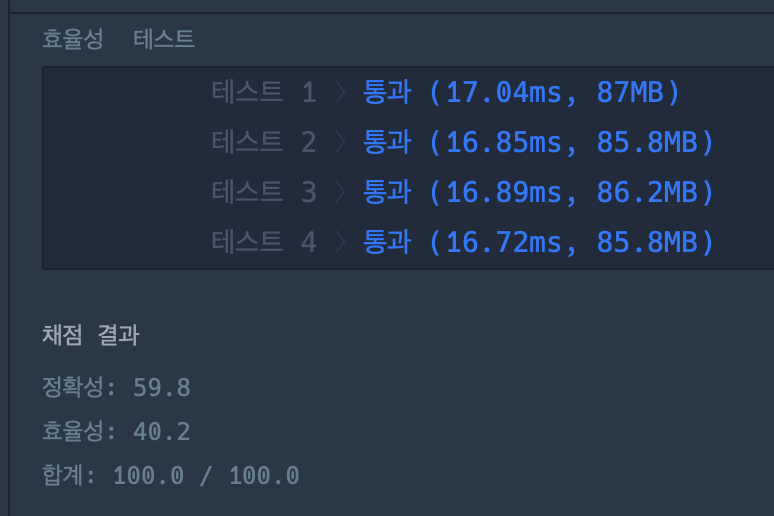 효율성 테스트
테스트 1 〉 통과 (17.04ms, 87MB)
테스트 2 〉 통과 (16.85ms, 85.8MB)
테스트 3 〉 통과 (16.89ms, 86.2MB)
테스트 4 〉 통과 (16.72ms, 85.8MB)
채점 결과
정확성: 59.8
효율성: 40.2
합계: 100.0 / 100.0